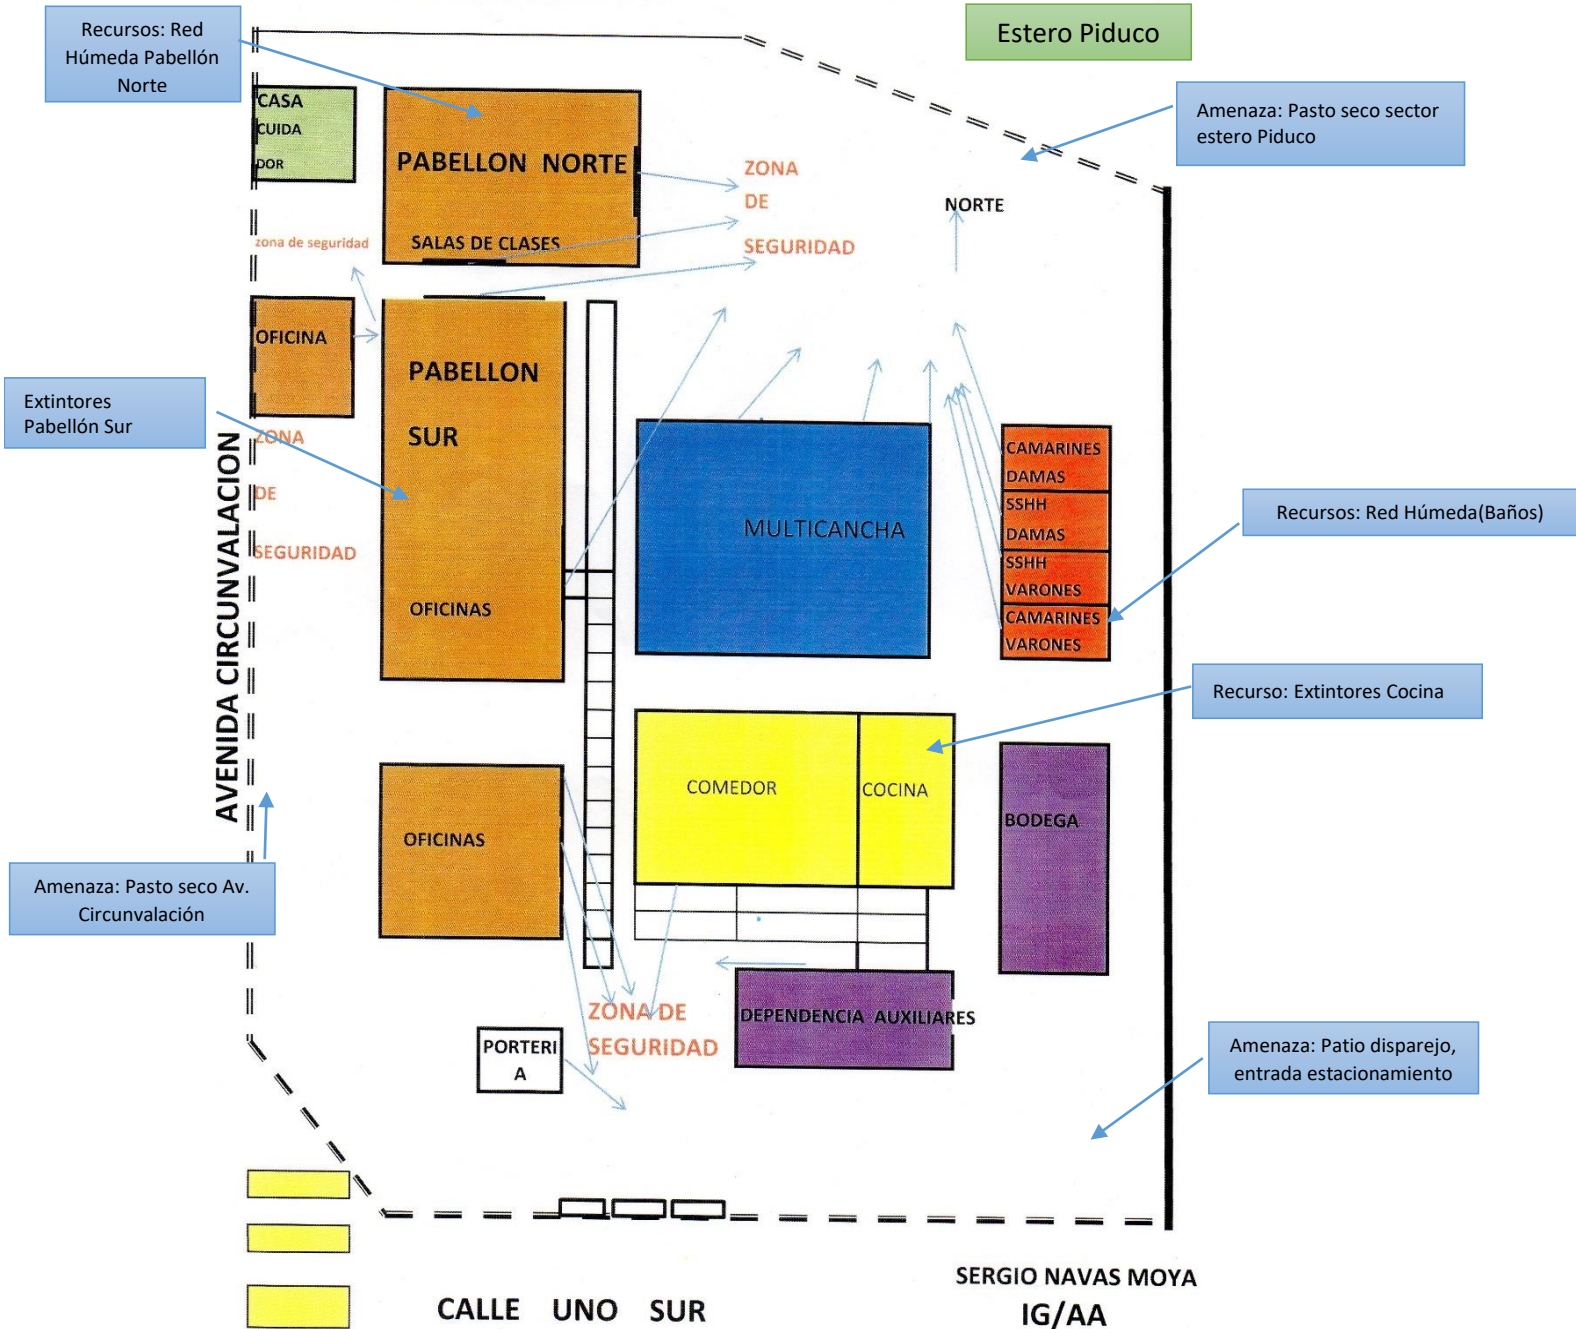 Recursos: Red
Húmeda Pabellón
Norte
Estero Piduco
Amenaza: Pasto seco sector
estero Piduco
CASA
CUIDA
DOR
PABELLON NORTE
SALAS DE CLASES
ZONA
DE
SEGURIDAD
NORTE
zona de seguridad
OFICINA
PABELLON
SUR
OFICINAS
Extintores
Pabellón Sur
ZONA
DE
SEGURIDAD
AVENIDA CIRCUNVALACION
MULTICANCHA
CAMARINES
DAMAS
SSHH
DAMAS
SSHH
VARONES
CAMARINES
VARONES
Recursos: Red Húmeda(Baños)
Recurso: Extintores Cocina
COMEDOR
COCINA
BODEGA
OFICINAS
Amenaza: Pasto seco Av.
Circunvalación
ZONA DE
SEGURIDAD
DEPENDENCIA AUXILIARES
PORTERI
A
Amenaza: Patio disparejo,
entrada estacionamiento
CALLE UNO SUR
SERGIO NAVAS MOYA
IG/AA